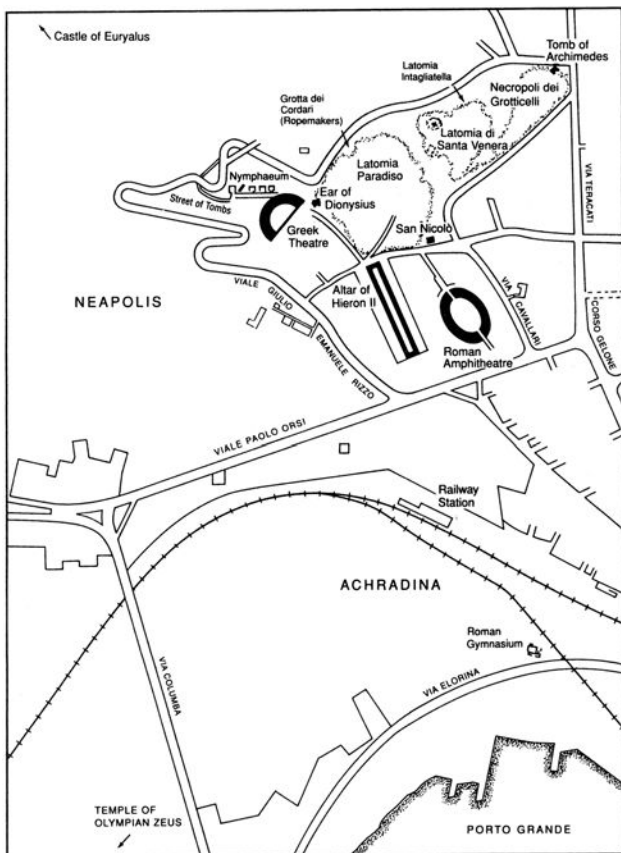 Castle of Euryalus
Tomb of
Archimedes
Latomia
Intagliatella
Necropoli dei
Grotticelli
Grotta dei
Cordari
(Ropemakers)
Latomia di
Santa Venera
Latomia
Paradiso
Nymphaeum
Street of Tombs
Ear of
Dionysius
VIA TERACATI
Greek
Theatre
San Nicolò
NEAPOLIS
VIALE GIULIO
EMANUELE RIZZO
Altar of
Hieron II
VIA
CAVALLARI
Roman
Amphitheatre
CORSO GELONE
VIALE PAOLO ORSI
Railway
Station
ACHRADINA
Roman
Gymnasium
VIA COLUMBA
VIA ELORINA
TEMPLE OF
OLYMPIAN ZEUS
PORTO GRANDE